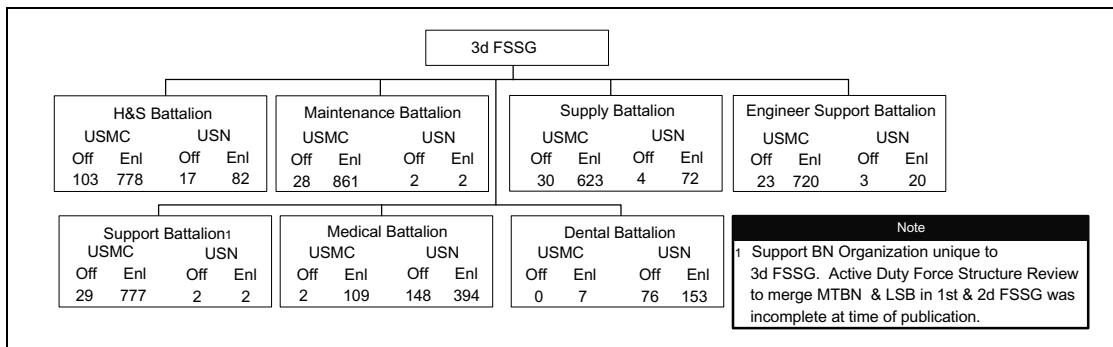 3d FSSG
H&S Battalion
USMC USN
Off Enl Off Enl
103 778 17 82
Maintenance Battalion
USMC USN
Off Enl Off Enl
28 861 2 2
Supply Battalion
USMC USN
Off Enl Off Enl
30 623 4 72
Engineer Support Battalion
USMC USN
Off Enl Off Enl
23 720 3 20
Support Battalion1
USMC USN
Off Enl Off Enl
29 777 2 2
Medical Battalion
USMC USN
Off Enl Off Enl
2 109 148 394
Dental Battalion
USMC USN
Off Enl Off Enl
0 7 76 153
Note
1 Support BN Organization unique to
3d FSSG. Active Duty Force Structure Review
to merge MTBN & LSB in 1st & 2d FSSG was
incomplete at time of publication.